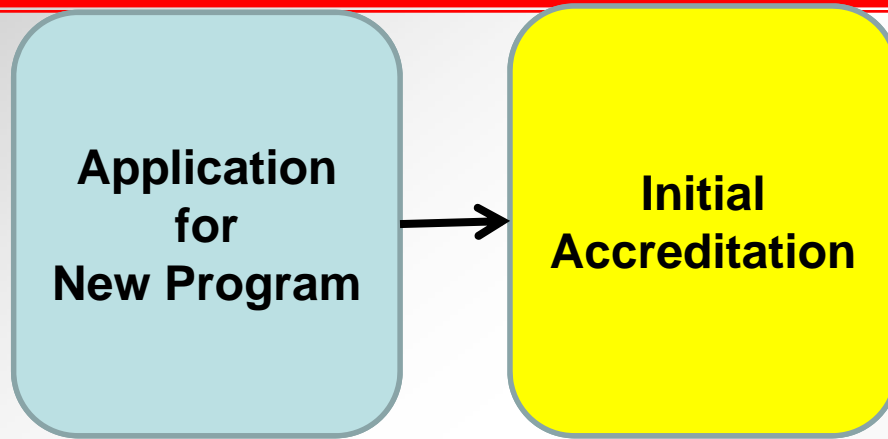 Application
for
New Program
Initial
Accreditation